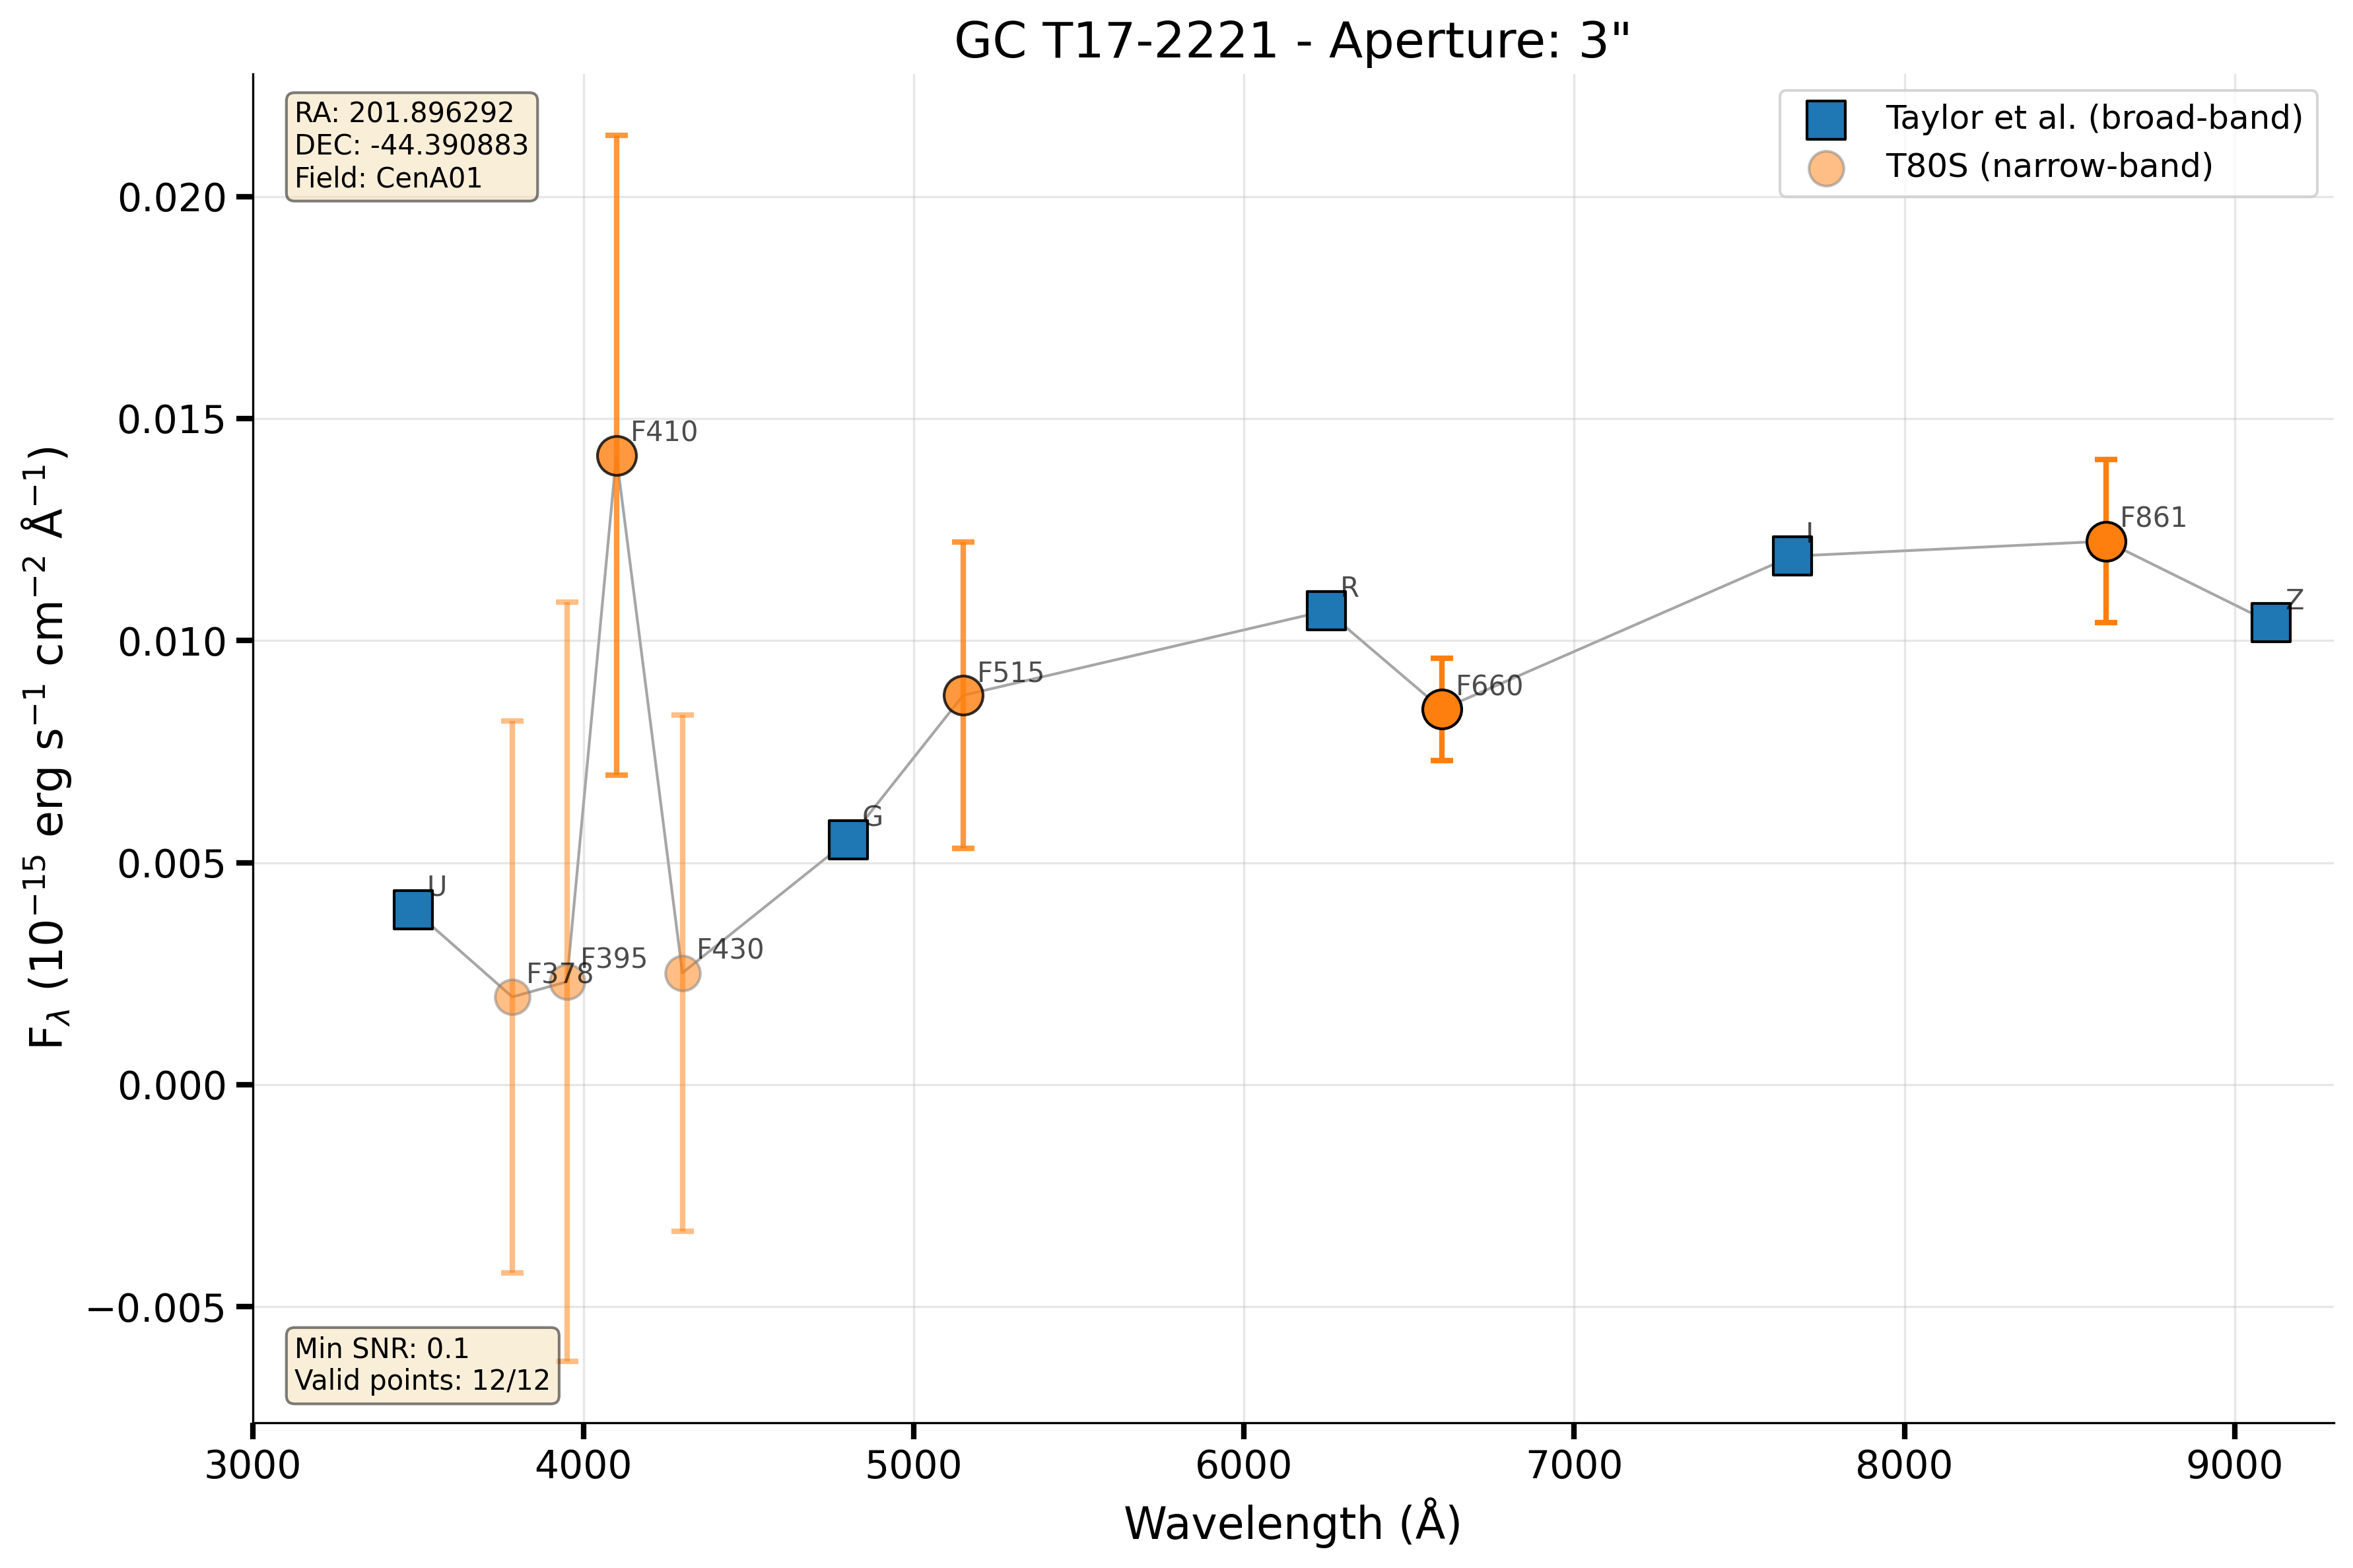 GC T17-2221 - Aperture: 3"
RA: 201.896292
DEC: -44.390883
Field: CenA01
Taylor et al. (broad-band)
T80S (narrow-band)
0.020
0.015
0.010
0.005
0.000
−0.005
F_λ (10⁻¹⁵ erg s⁻¹ cm⁻² Å⁻¹)
U
F378
F395
F410
F430
G
F515
R
F660
I
F861
Z
Min SNR: 0.1
Valid points: 12/12
3000 4000 5000 6000 7000 8000 9000
Wavelength (Å)